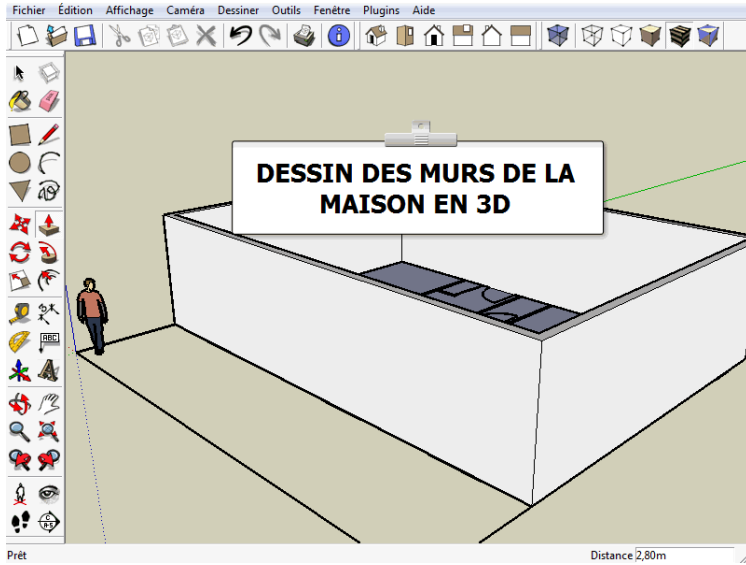 Fichier Édition Affichage Caméra Dessiner Outils Fenêtre Plugins Aide
DESSIN DES MURS DE LA
MAISON EN 3D
ABC
Prêt
Distance 2,80m